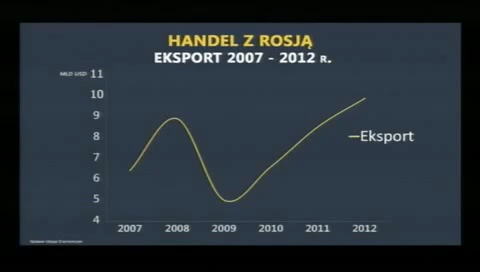 HANDEL Z ROSJĄ
EKSPORT 2007 - 2012 R.
MLD USD
11
10
9
8
7
6
5
4
Eksport
2007 2008 2009 2010 2011 2012